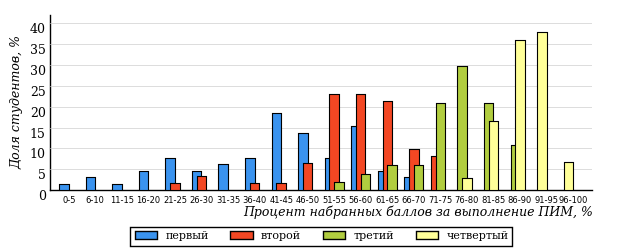 Доля студентов, %
40
35
30
25
20
15
10
5
0
0-5 6-10 11-15 16-20 21-25 26-30 31-35 36-40 41-45 46-50 51-55 56-60 61-65 66-70 71-75 76-80 81-85 86-90 91-95 96-100
Процент набранных баллов за выполнение ПИМ, %
первый второй третий четвертый